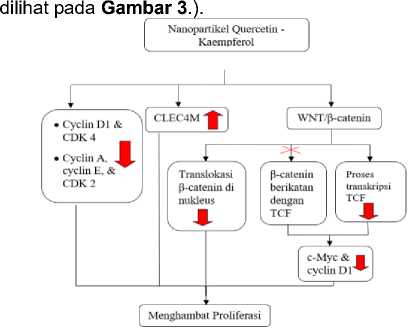 dilihat pada Gambar 3.).
Nanopartikel Quercetin -
Kaempferol
• Cyclin D1 &
CDK 4
• Cyclin A,
cyclin E, &
CDK 2
CLEC4M
WNT/β-catenin
Translokasi
β-catenin di
nukleus
β-catenin
berikatan
dengan
TCF
Proses
transkripsi
TCF
c-Myc &
cyclin D1
Menghambat Proliferasi